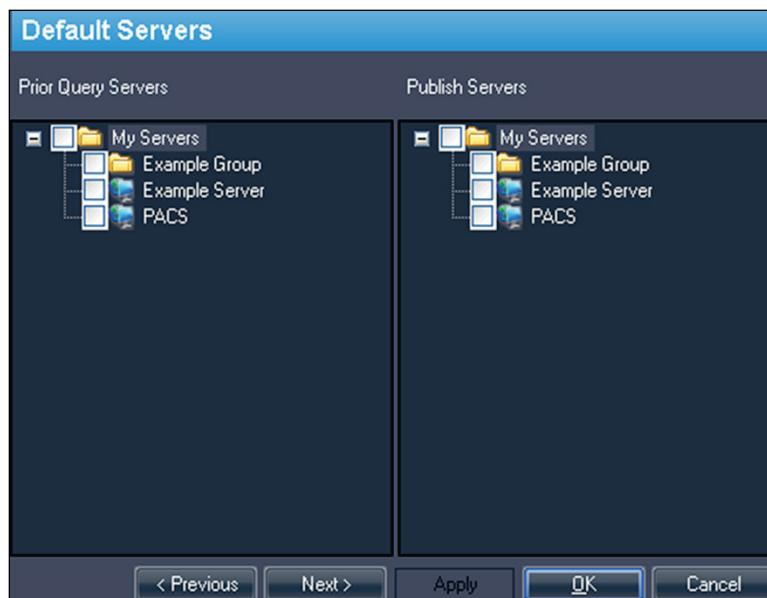 Default Servers
Prior Query Servers
Publish Servers
My Servers
Example Group
Example Server
PACS
My Servers
Example Group
Example Server
PACS
< Previous
Next >
Apply
OK
Cancel